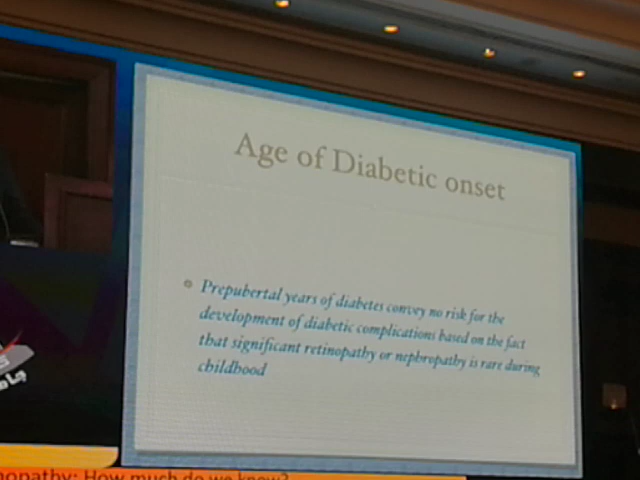 Age of Diabetic onset
Prepubertal years of diabetes convey no risk for the
development of diabetic complications based on the fact
that significant retinopathy or nephropathy is rare during
childhood
nopathy: How much do we know?